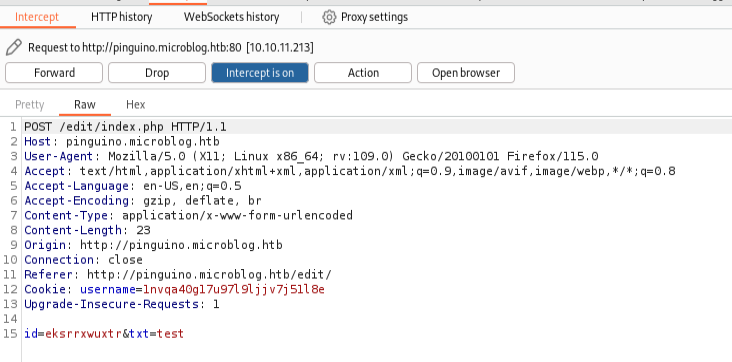 Intercept HTTP history WebSockets history Proxy settings
Request to http://pinguino.microblog.htb:80 [10.10.11.213]
Forward Drop Intercept is on Action Open browser
Pretty Raw Hex
1 POST /edit/index.php HTTP/1.1
2 Host: pinguino.microblog.htb
3 User-Agent: Mozilla/5.0 (X11; Linux x86_64; rv:109.0) Gecko/20100101 Firefox/115.0
4 Accept: text/html,application/xhtml+xml,application/xml;q=0.9,image/avif,image/webp,*/*;q=0.8
5 Accept-Language: en-US,en;q=0.5
6 Accept-Encoding: gzip, deflate, br
7 Content-Type: application/x-www-form-urlencoded
8 Content-Length: 23
9 Origin: http://pinguino.microblog.htb
10 Connection: close
11 Referer: http://pinguino.microblog.htb/edit/
12 Cookie: username=1nvqa40g17u97l9ljjv7j51l8e
13 Upgrade-Insecure-Requests: 1
14
15 id=eksrrxwuxtr&txt=test